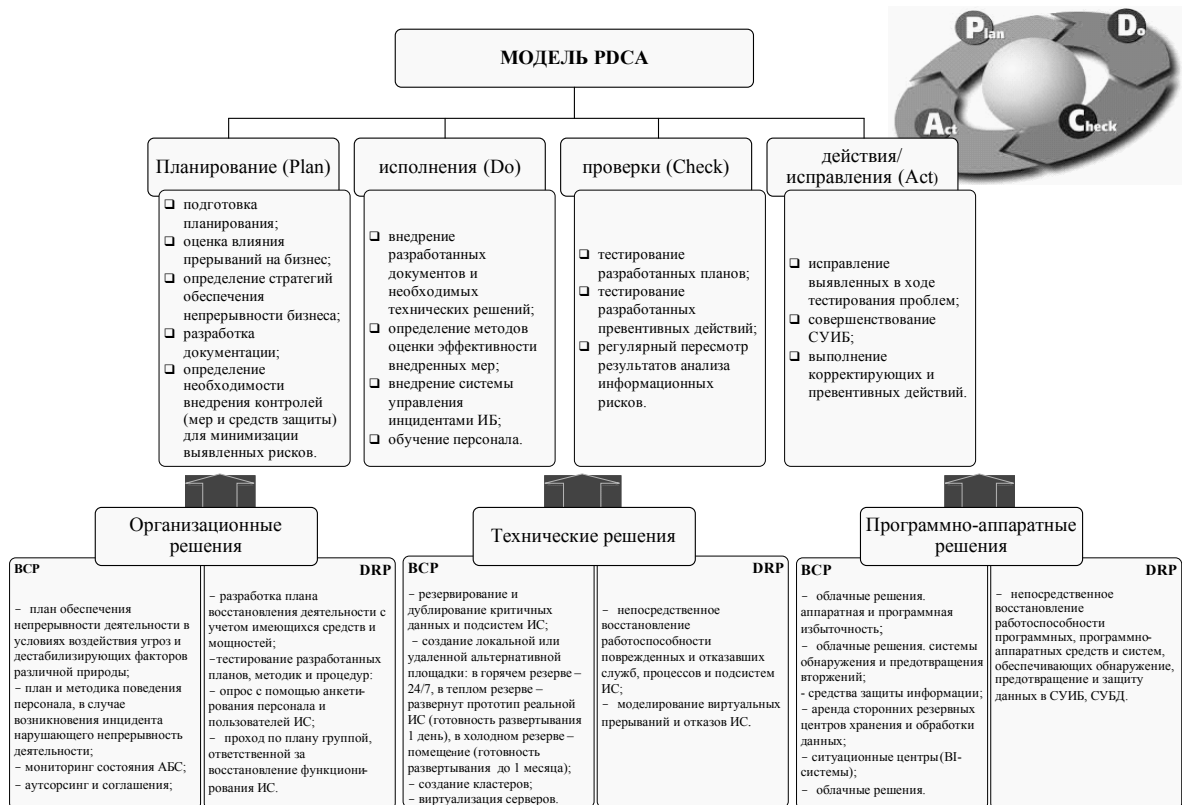 МОДЕЛЬ PDCA
Plan
Do
Act
Check
Планирование (Plan)
❑ подготовка
планирования;
❑ оценка влияния
прерываний на бизнес;
❑ определение стратегий
обеспечения
непрерывности бизнеса;
❑ разработка
документации;
❑ определение
необходимости
внедрения контролей
(мер и средств защиты)
для минимизации
выявленных рисков.
исполнения (Do)
❑ внедрение
разработанных
документов и
необходимых
технических решений;
❑ определение методов
оценки эффективности
внедренных мер;
❑ внедрение системы
управления
инцидентами ИБ;
❑ обучение персонала.
проверки (Check)
❑ тестирование
разработанных планов;
❑ тестирование
разработанных
превентивных действий;
❑ регулярный пересмотр
результатов анализа
информационных
рисков.
действия/
исправления (Act)
❑ исправление
выявленных в ходе
тестирования проблем;
❑ совершенствование
СУИБ;
❑ выполнение
корректирующих и
превентивных действий.
Организационные
решения
BCP
– план обеспечения
непрерывности деятельности в
условиях воздействия угроз и
дестабилизирующих факторов
различной природы;
– план и методика поведения
персонала, в случае
возникновения инцидента
нарушающего непрерывность
деятельности;
– мониторинг состояния АБС;
– аутсорсинг и соглашения;
DRP
– разработка плана
восстановления деятельности с
учетом имеющихся средств и
мощностей;
–тестирование разработанных
планов, методик и процедур:
– опрос с помощью анкети-
рования персонала и
пользователей ИС;
– проход по плану группой,
ответственной за
восстановление функциони-
рования ИС.
Технические решения
BCP
– резервирование и
дублирование критичных
данных и подсистем ИС;
– создание локальной или
удаленной альтернативной
площадки: в горячем резерве –
24/7, в теплом резерве –
развернут прототип реальной
ИС (готовность развертывания
1 день), в холодном резерве –
помещение (готовность
развертывания до 1 месяца);
– создание кластеров;
– виртуализация серверов.
DRP
– непосредственное
восстановление
работоспособности
поврежденных и отказавших
служб, процессов и подсистем
ИС;
– моделирование виртуальных
прерываний и отказов ИС.
Программно-аппаратные
решения
BCP
– облачные решения.
аппаратная и программная
избыточность;
– облачные решения. системы
обнаружения и предотвращения
вторжений;
- средства защиты информации;
– аренда сторонних резервных
центров хранения и обработки
данных;
– ситуационные центры (BI-
системы);
– облачные решения.
DRP
– непосредственное
восстановление
работоспособности
программных, программно-
аппаратных средств и систем,
обеспечивающих обнаружение,
предотвращение и защиту
данных в СУИБ, СУБД.